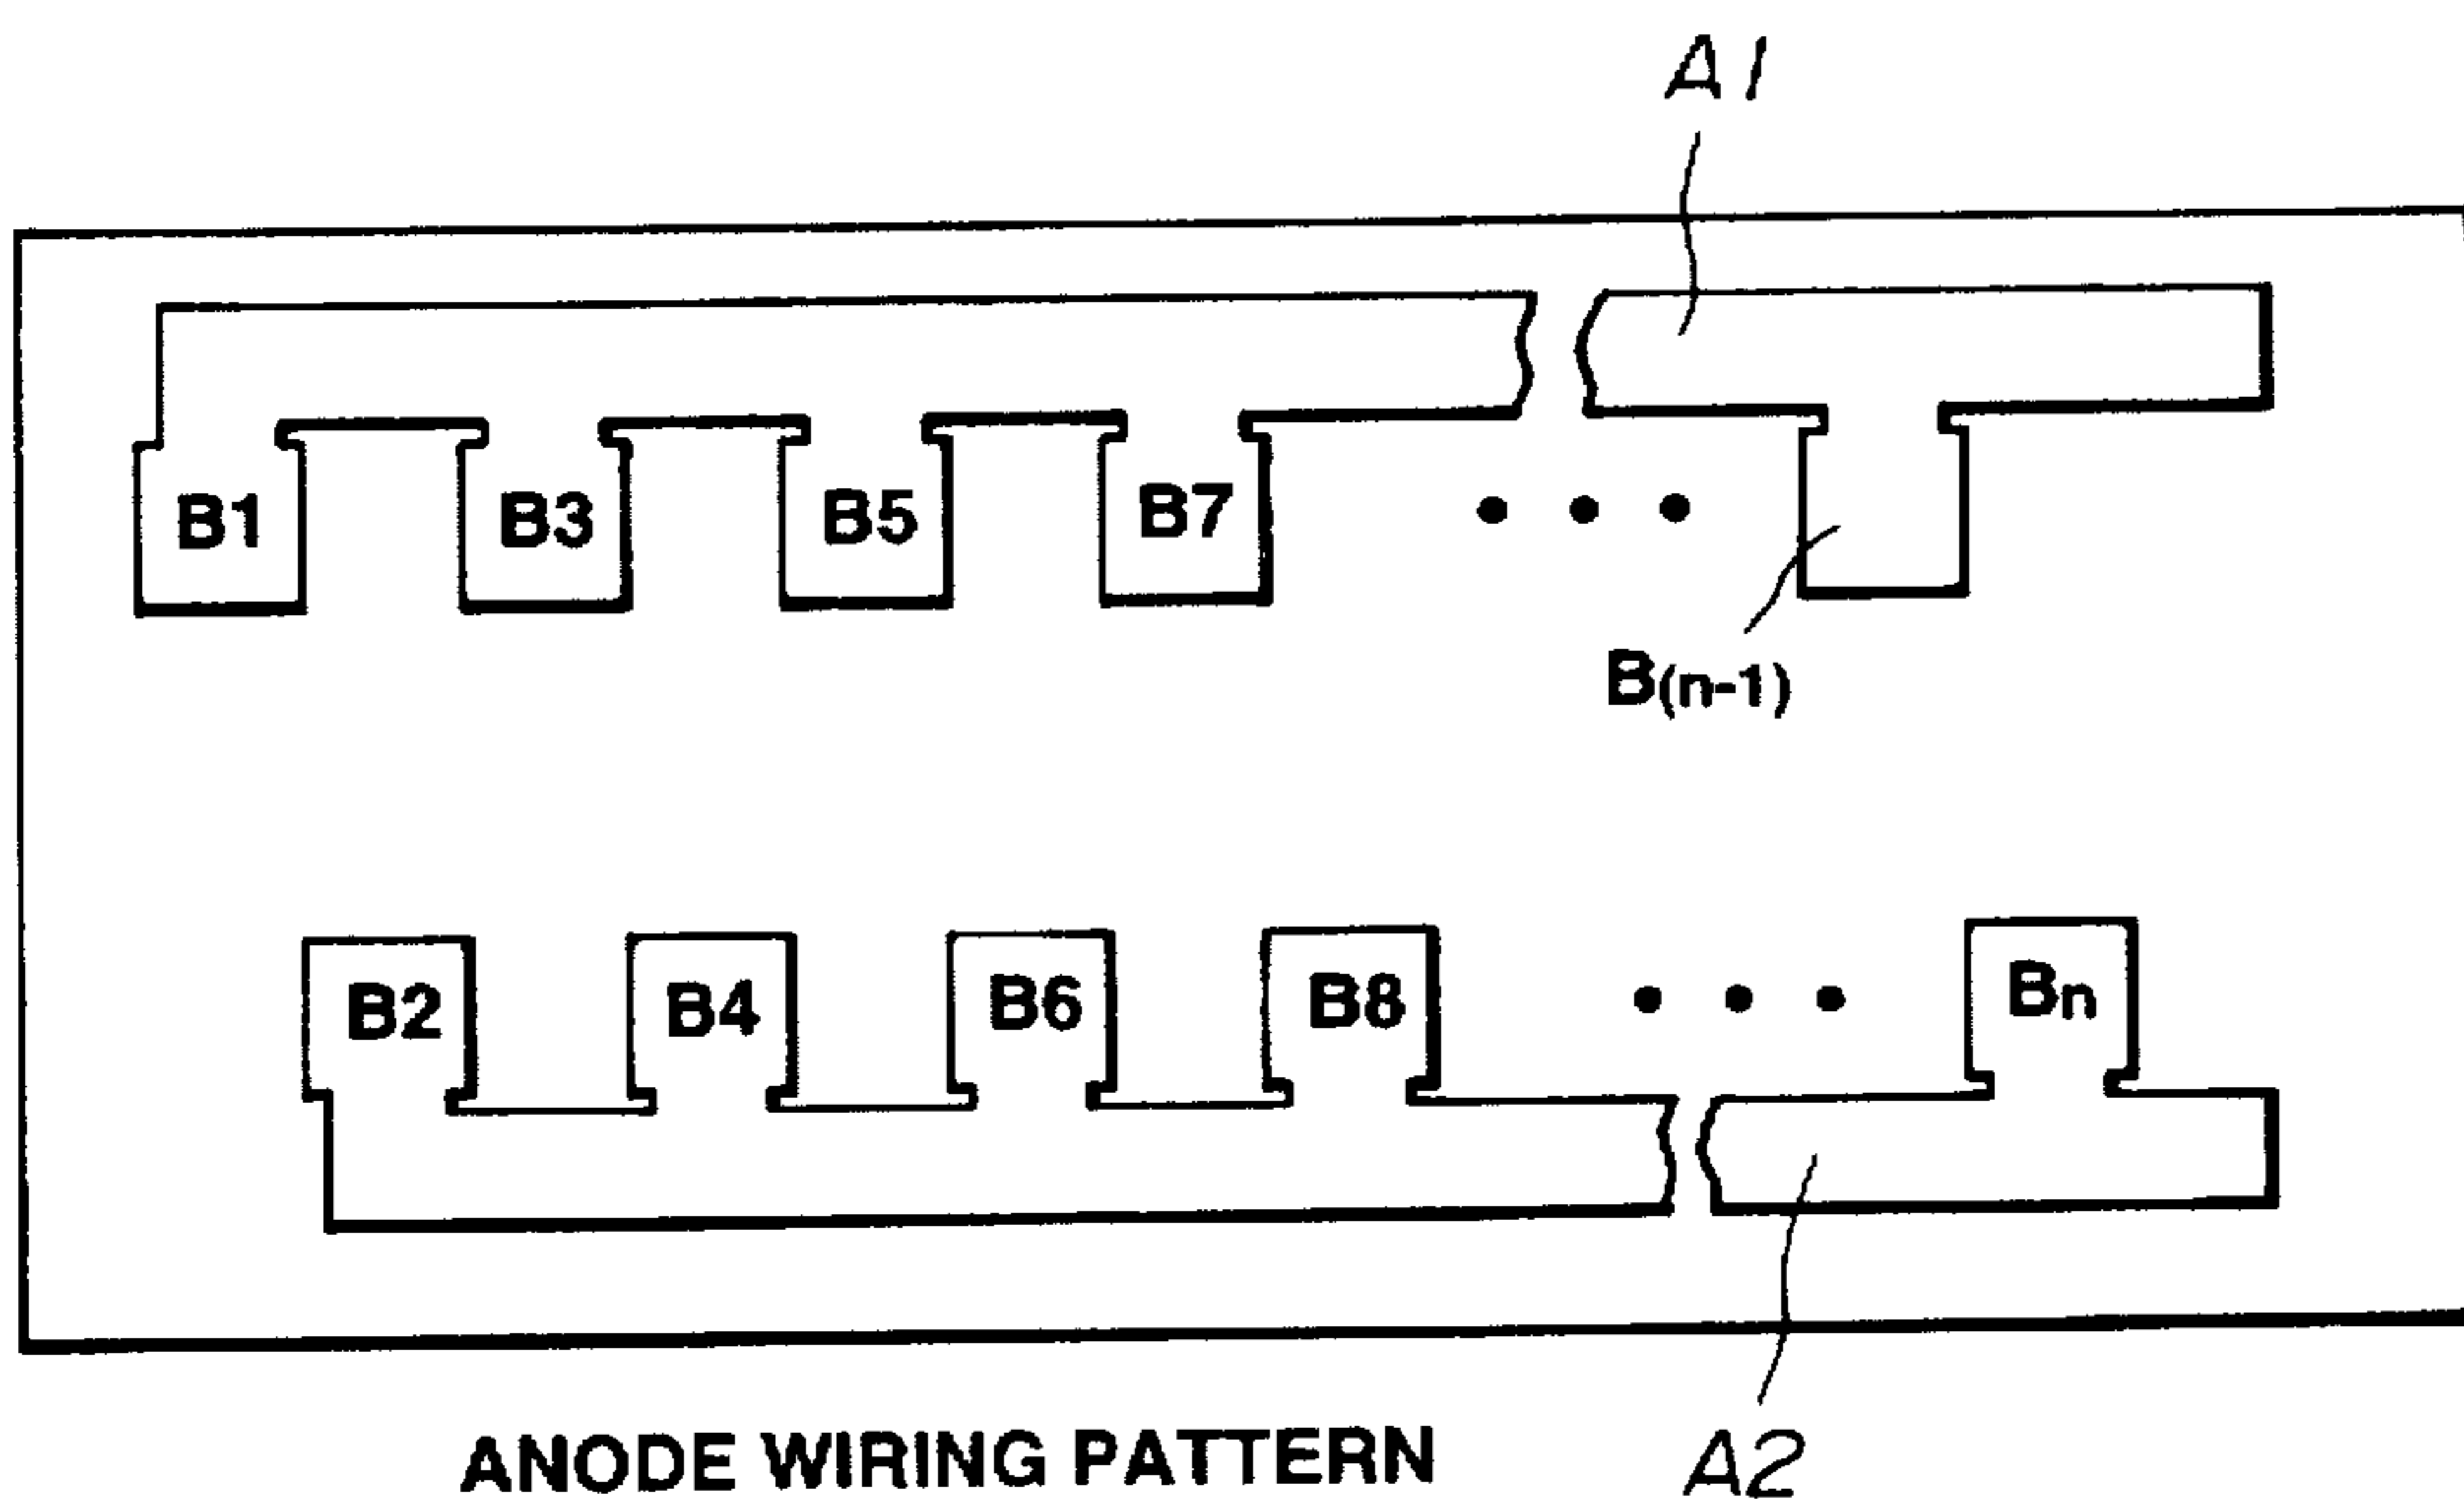 A1
B1 B3 B5 B7
B(n-1)
B2 B4 B6 B8 Bn
ANODE WIRING PATTERN A2